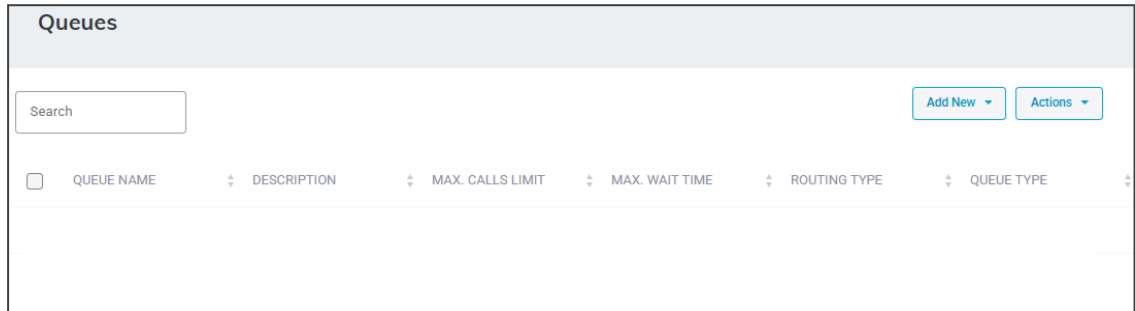 Queues
Search
Add New
Actions
QUEUE NAME DESCRIPTION MAX. CALLS LIMIT MAX. WAIT TIME ROUTING TYPE QUEUE TYPE